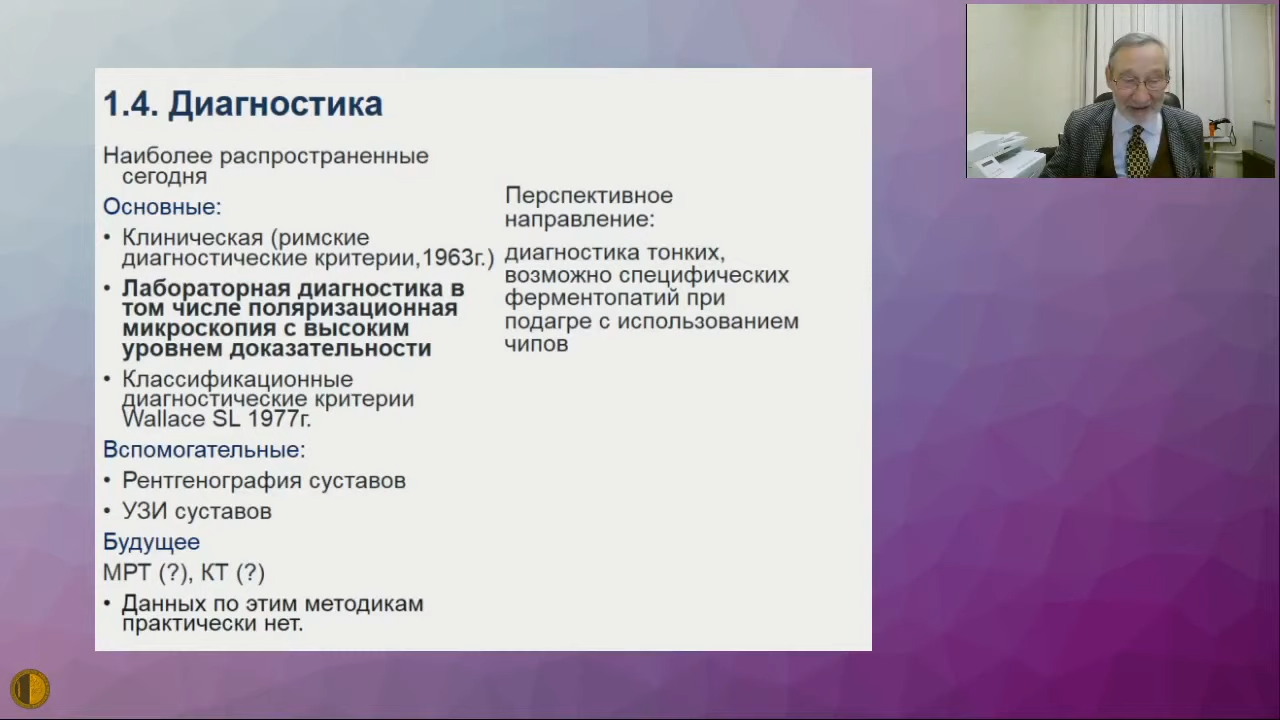 1.4. Диагностика
Наиболее распространенные
сегодня
Основные:
• Клиническая (римские
диагностические критерии,1963г.)
• Лабораторная диагностика в
том числе поляризационная
микроскопия с высоким
уровнем доказательности
• Классификационные
диагностические критерии
Wallace SL 1977г.
Вспомогательные:
• Рентгенография суставов
• УЗИ суставов
Будущее
МРТ (?), КТ (?)
• Данных по этим методикам
практически нет.
Перспективное
направление:
диагностика тонких,
возможно специфических
ферментопатий при
подагре с использованием
чипов